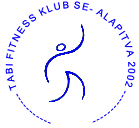 TABI FITNESS KLUB SE- ALAPITVA 2002-